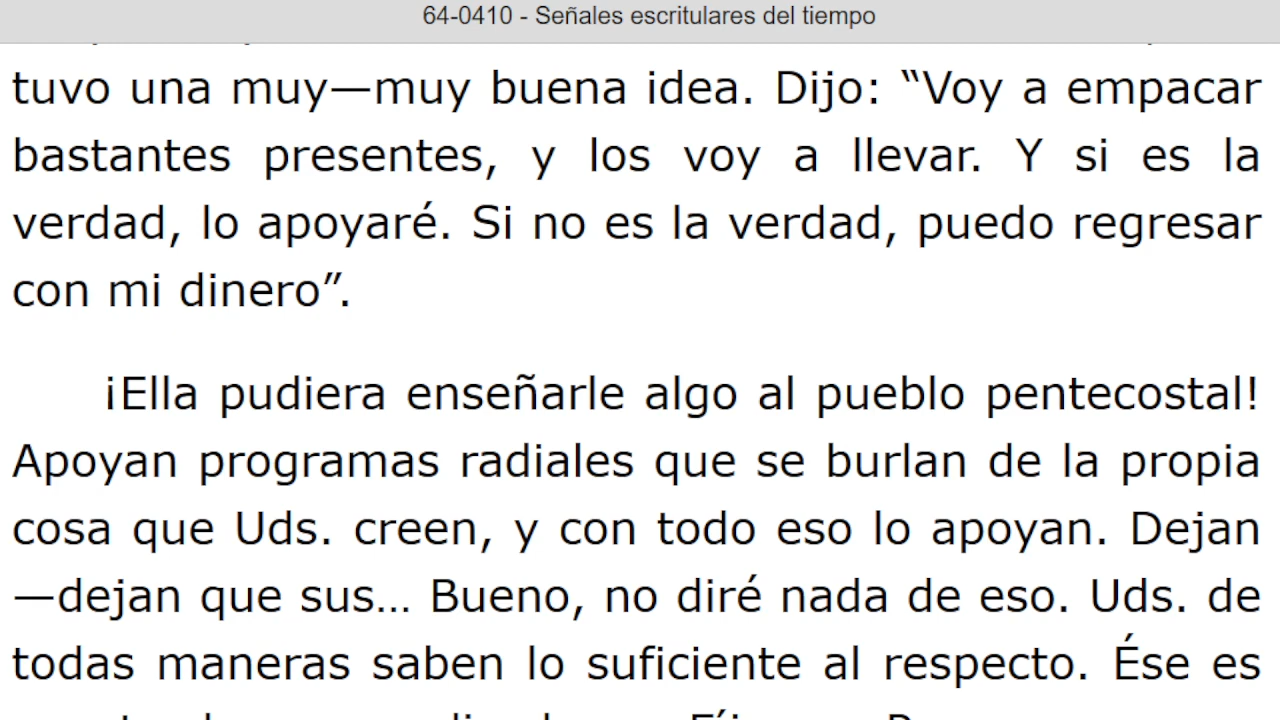 64-0410 - Señales escritulares del tiempo
tuvo una muy—muy buena idea. Dijo: “Voy a empacar
bastantes presentes, y los voy a llevar. Y si es la
verdad, lo apoyaré. Si no es la verdad, puedo regresar
con mi dinero”.
¡Ella pudiera enseñarle algo al pueblo pentecostal!
Apoyan programas radiales que se burlan de la propia
cosa que Uds. creen, y con todo eso lo apoyan. Dejan
—dejan que sus… Bueno, no diré nada de eso. Uds. de
todas maneras saben lo suficiente al respecto. Ése es